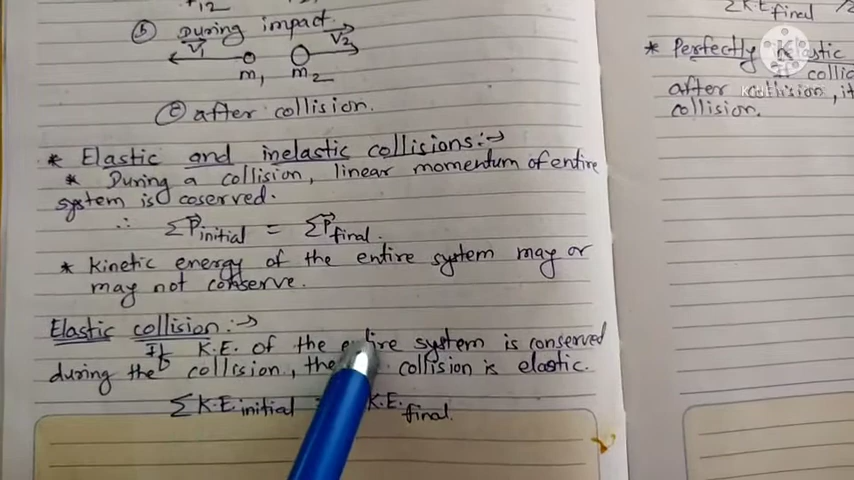 ⓑ During impact.
V₁ V₂
m₁ m₂
ⓒ after collision.
* Elastic and inelastic collisions:→
* During a collision, linear momentum of entire
system is coserved.
∴ ΣP⃗initial = ΣP⃗final.
* Kinetic energy of the entire system may or
may not conserve.
Elastic collision:→
If K.E. of the entire system is conserved
during the collision, the collision is elastic.
ΣK.E.initial K.E.final.
ΣK.E.final
* Perfectly
after collision, it
collision.